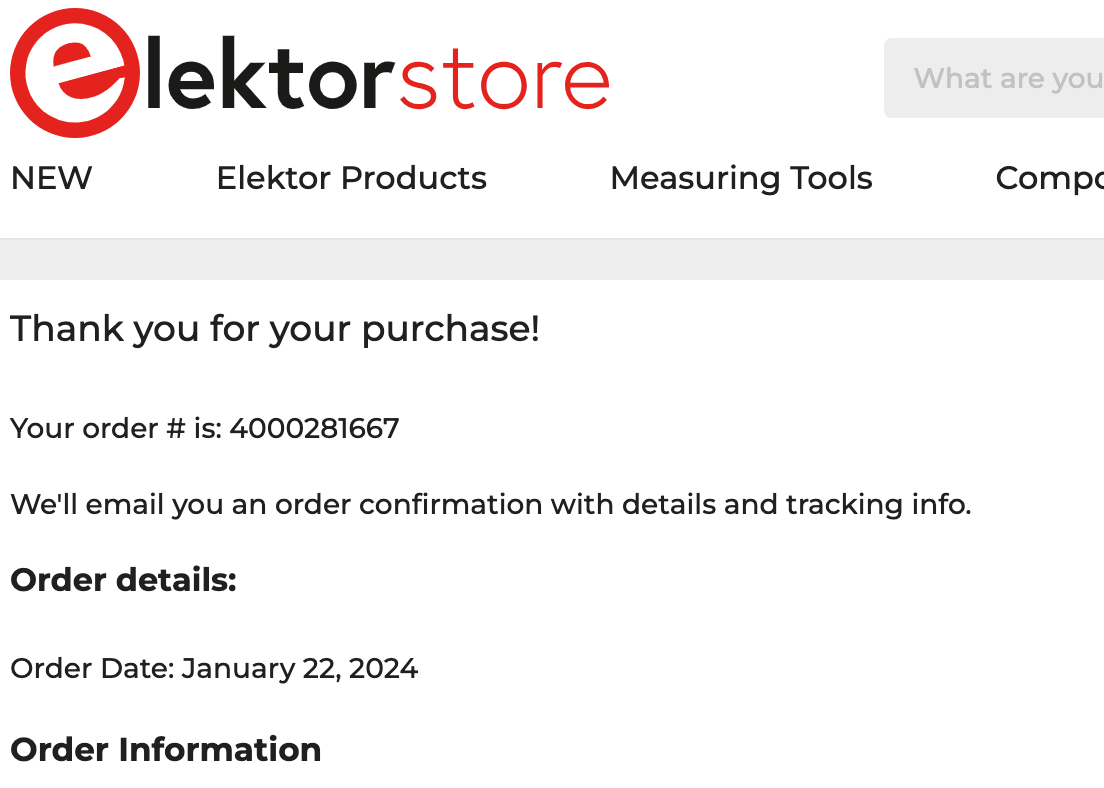 elektorstore
What are you
NEW Elektor Products Measuring Tools Compo
Thank you for your purchase!
Your order # is: 4000281667
We'll email you an order confirmation with details and tracking info.
Order details:
Order Date: January 22, 2024
Order Information